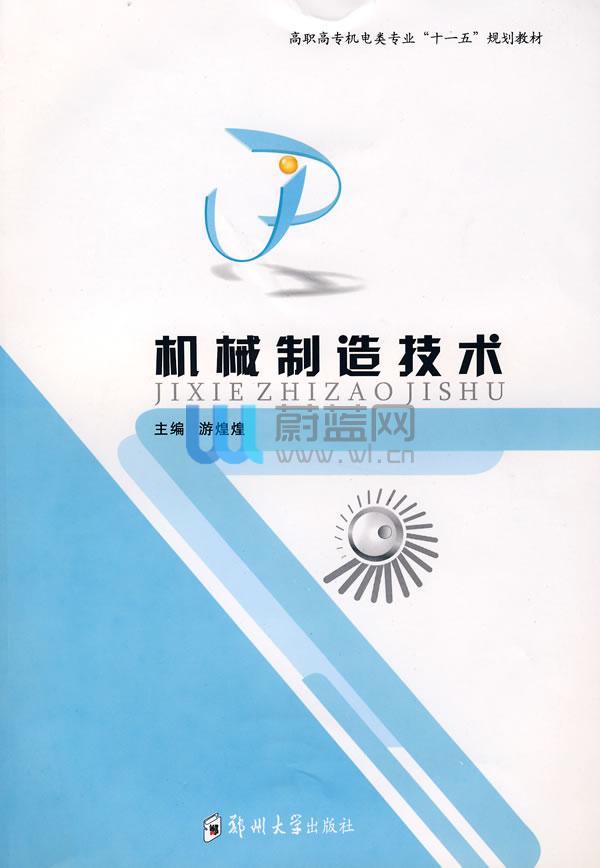 高职高专机电类专业“十一五”规划教材
机械制造技术
JIXIE ZHIZAO JISHU
主编 游煌煌
蔚蓝网
www.wl.cn
郑州大学出版社